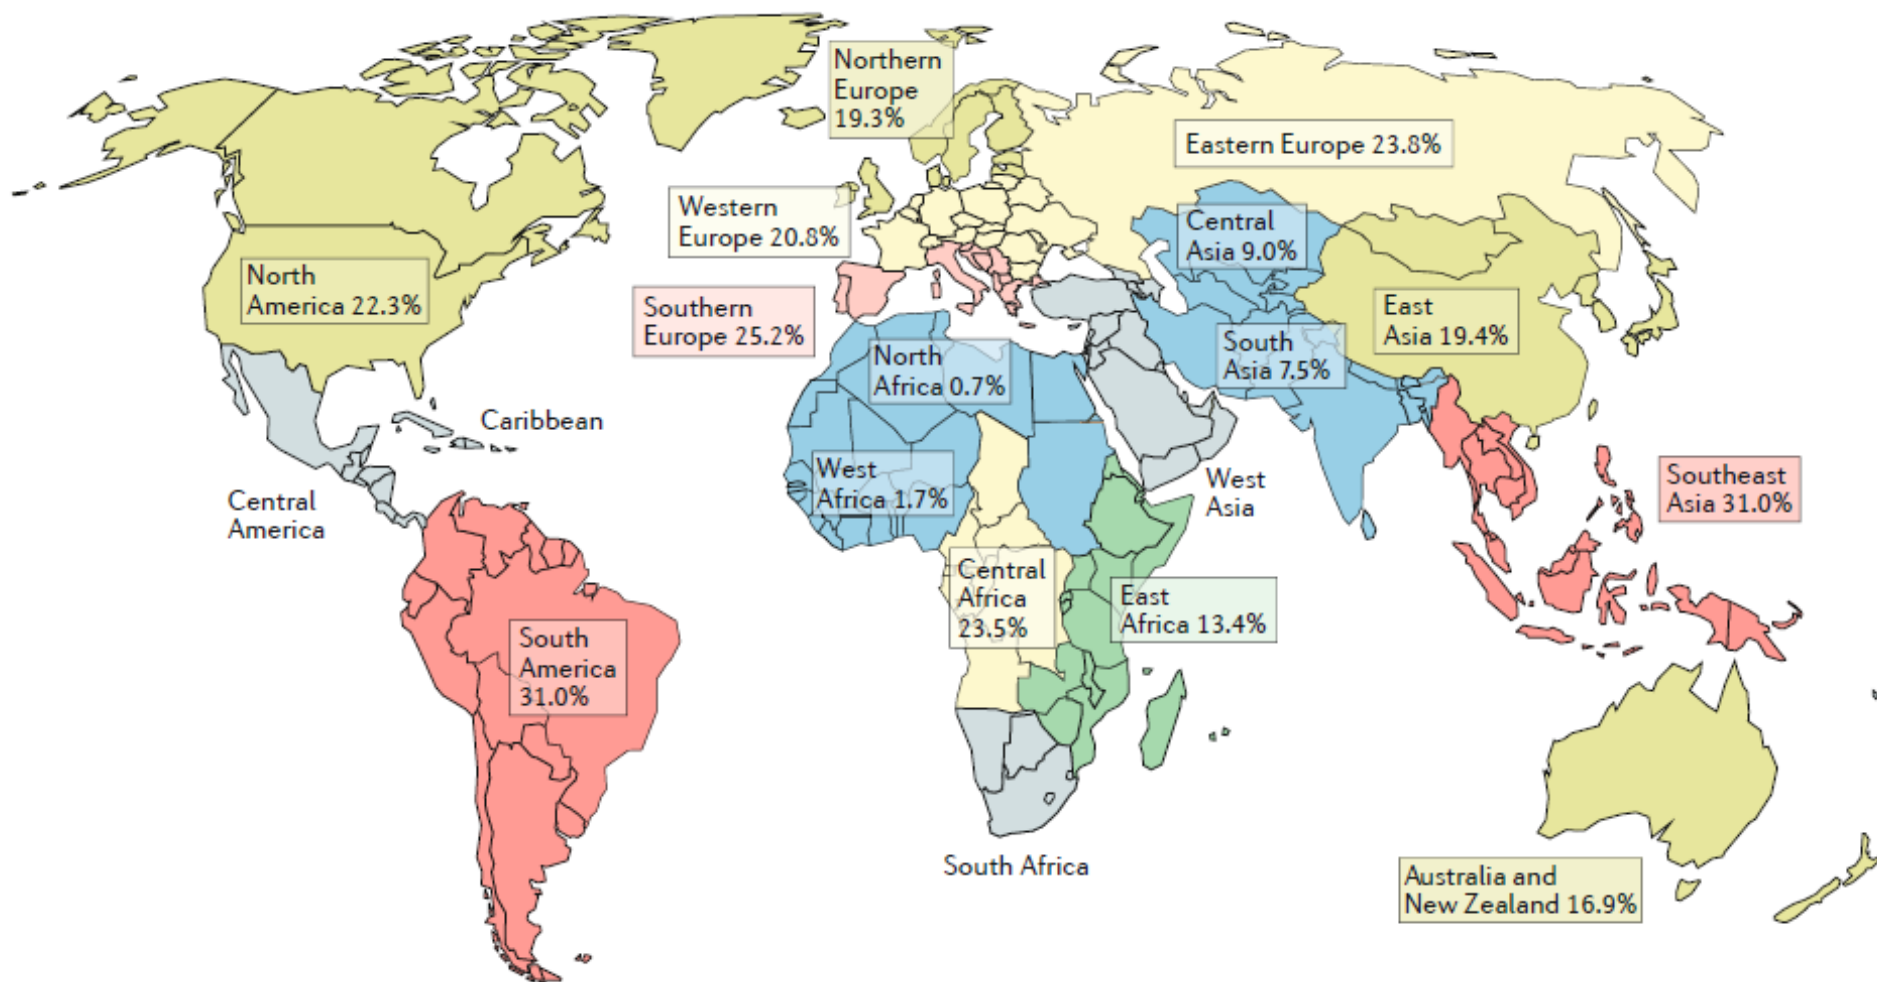 Northern
Europe
19.3%
Eastern Europe 23.8%
Western
Europe 20.8%
Central
Asia 9.0%
North
America 22.3%
Southern
Europe 25.2%
East
Asia 19.4%
South
Asia 7.5%
North
Africa 0.7%
Caribbean
West
Africa 1.7%
West
Asia
Southeast
Asia 31.0%
Central
America
Central
Africa
23.5%
East
Africa 13.4%
South
America
31.0%
South Africa
Australia and
New Zealand 16.9%